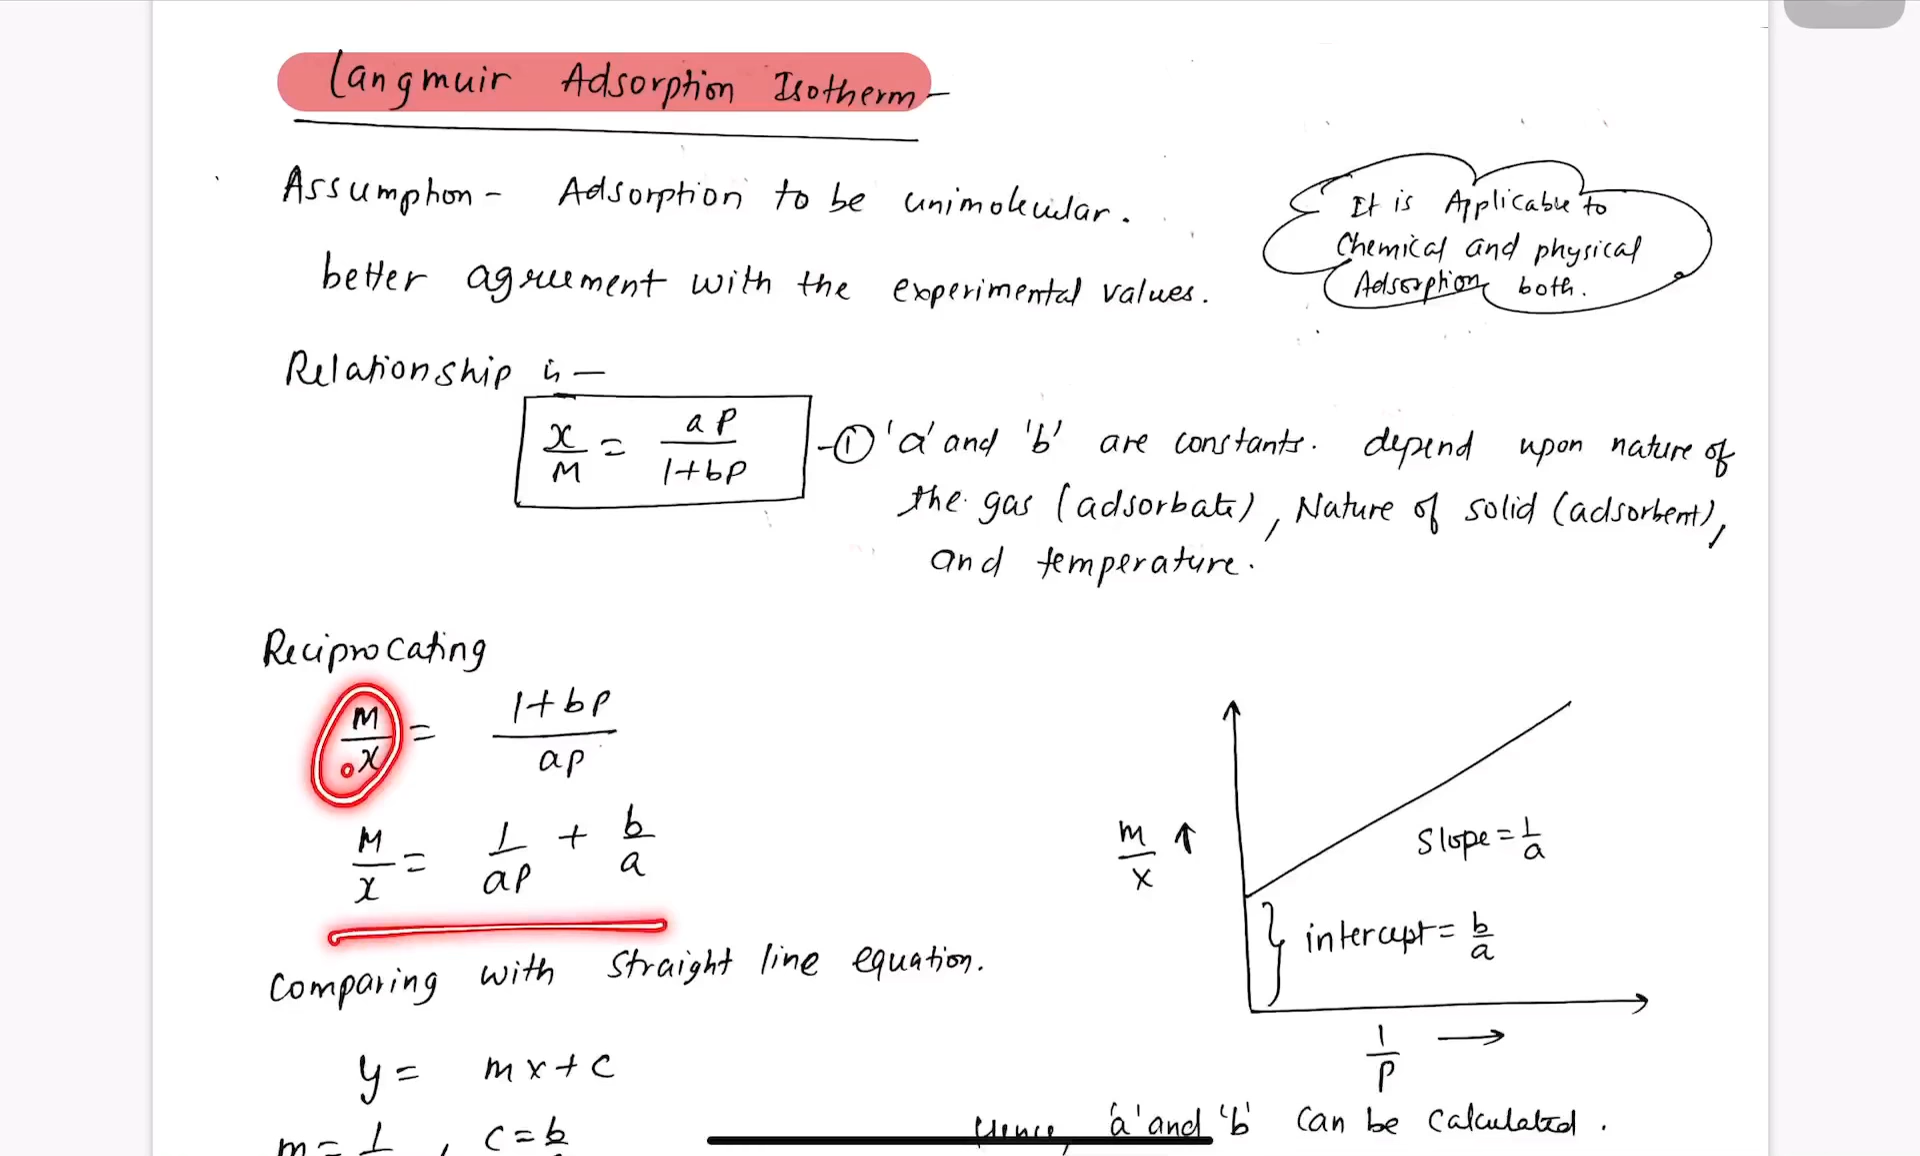 Langmuir Adsorption Isotherm -
Assumption - Adsorption to be unimolecular.
better agreement with the experimental values.
It is Applicable to
Chemical and physical
Adsorption both.
Relationship is -
x/M = aP/1+bP -① 'a' and 'b' are constants. depend upon nature of
the gas (adsorbate), Nature of solid (adsorbent),
and temperature.
Reciprocating
M/x = 1+bP/aP
M/x = 1/aP + b/a
Comparing with straight line equation.
y = mx + c
m = 1 , c = b
m/x ↑
Slope = 1/a
intercept = b/a
1/P →
Hence, 'a' and 'b' can be calculated.